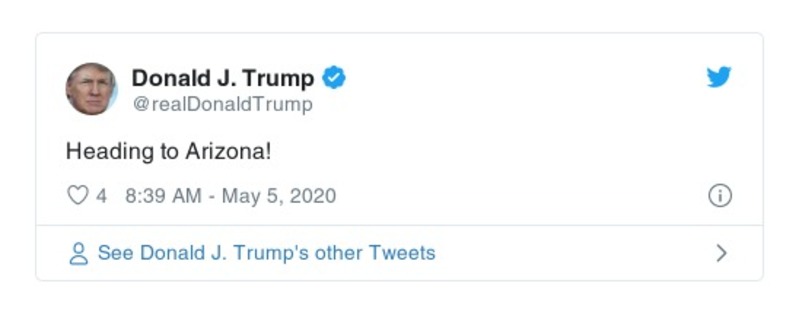 Donald J. Trump
@realDonaldTrump
Heading to Arizona!
4 8:39 AM - May 5, 2020
See Donald J. Trump's other Tweets